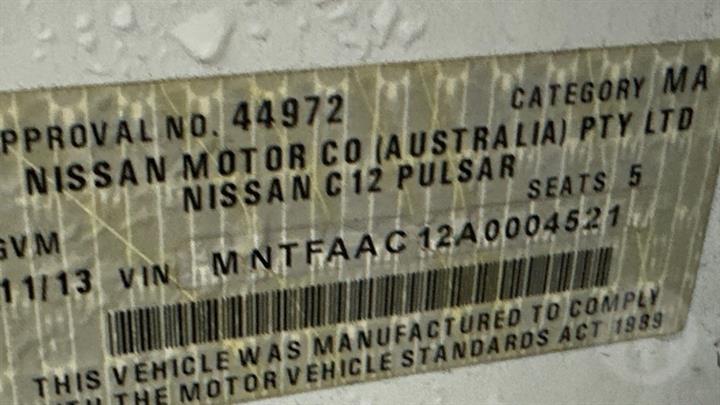 PPROVAL NO. 44972 CATEGORY MA
NISSAN MOTOR CO (AUSTRALIA) PTY LTD
NISSAN C12 PULSAR SEATS 5
GVM
11/13 VIN MNTFAAC12A0004521
THIS VEHICLE WAS MANUFACTURED TO COMPLY
WITH THE MOTOR VEHICLE STANDARDS ACT 1989